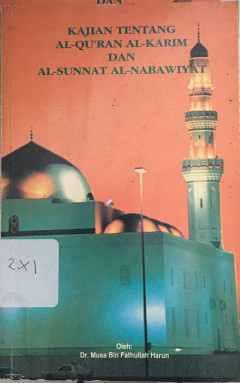 DAN
KAJIAN TENTANG
AL-QU'RAN AL-KARIM
DAN
AL-SUNNAT AL-NABAWIYAT
2X1
Oleh:
Dr. Musa Bin Fathullah Harun